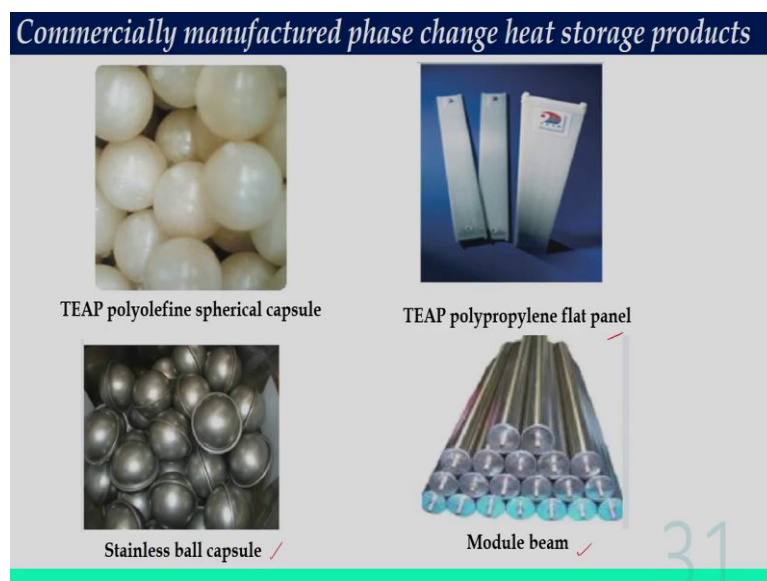 Commercially manufactured phase change heat storage products
TEAP polyolefine spherical capsule
TEAP polypropylene flat panel
Stainless ball capsule
Module beam
31